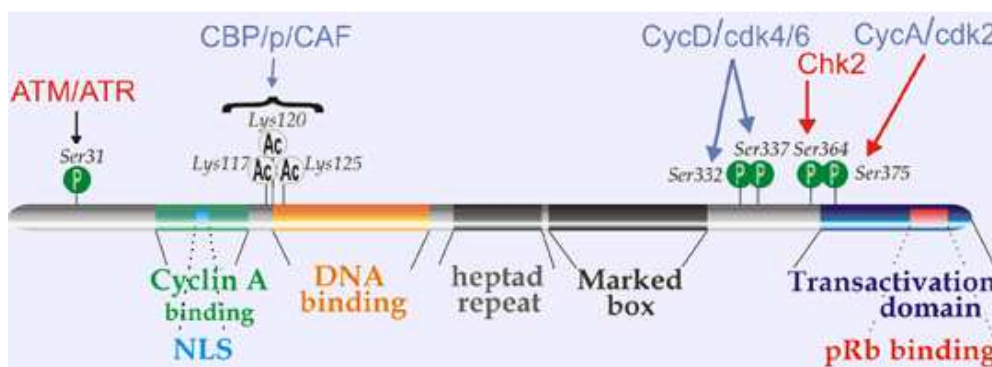 CBP/p/CAF
CycD/cdk4/6
CycA/cdk2
Chk2
ATM/ATR
Lys120
Ser31
Ac
Lys117
Ac
Ac
Lys125
Ser337
Ser364
Ser332
Ser375
P
P
P
P
P
Cyclin A
binding
NLS
DNA
binding
heptad
repeat
Marked
box
Transactivation
domain
pRb binding